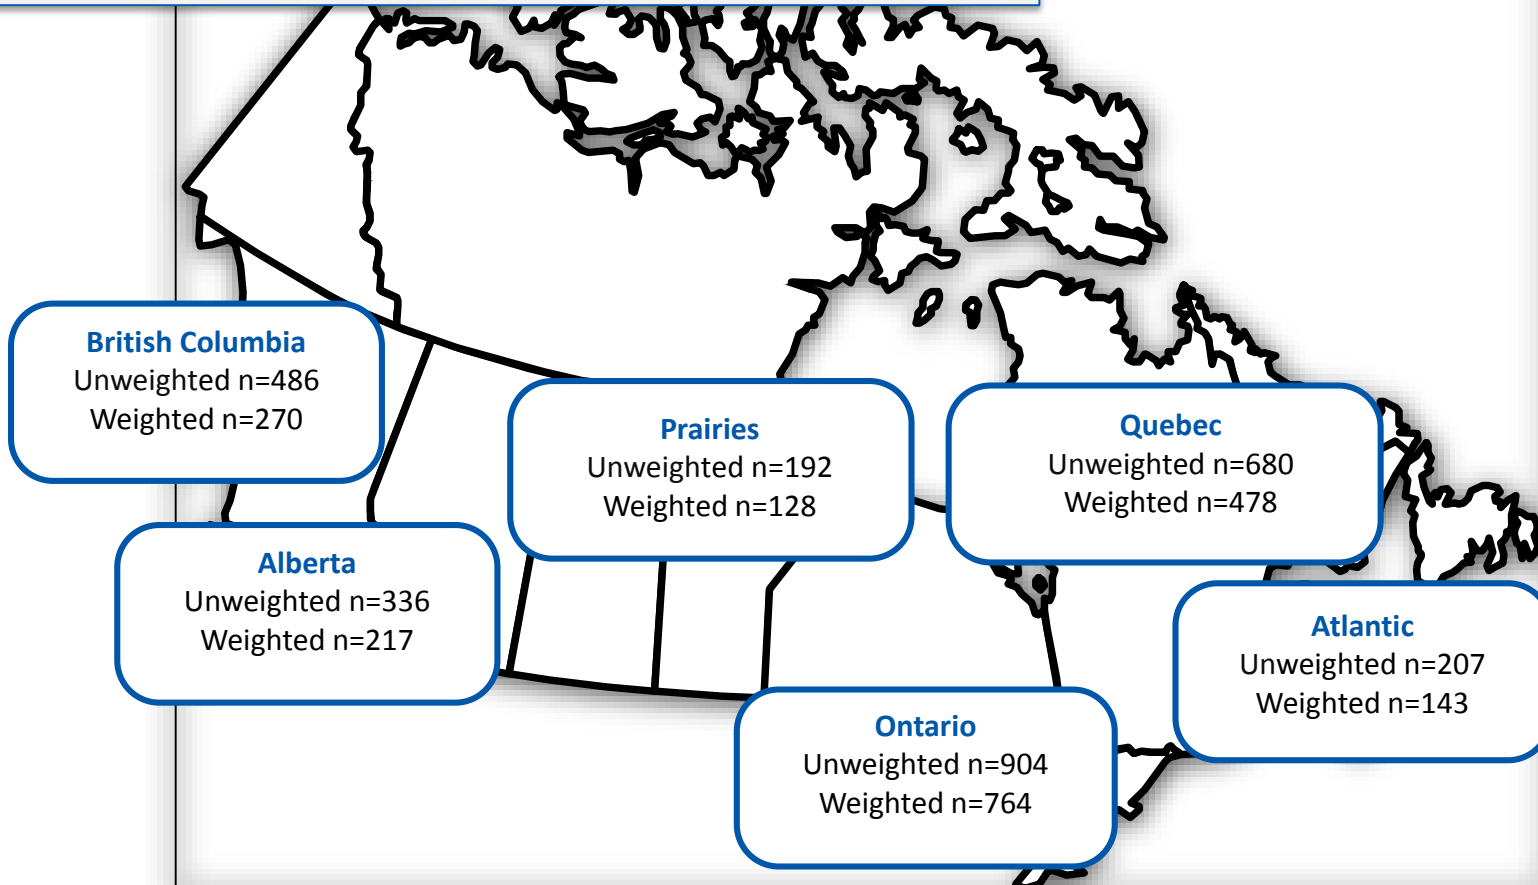 British Columbia
Unweighted n=486
Weighted n=270
Prairies
Unweighted n=192
Weighted n=128
Quebec
Unweighted n=680
Weighted n=478
Alberta
Unweighted n=336
Weighted n=217
Atlantic
Unweighted n=207
Weighted n=143
Ontario
Unweighted n=904
Weighted n=764